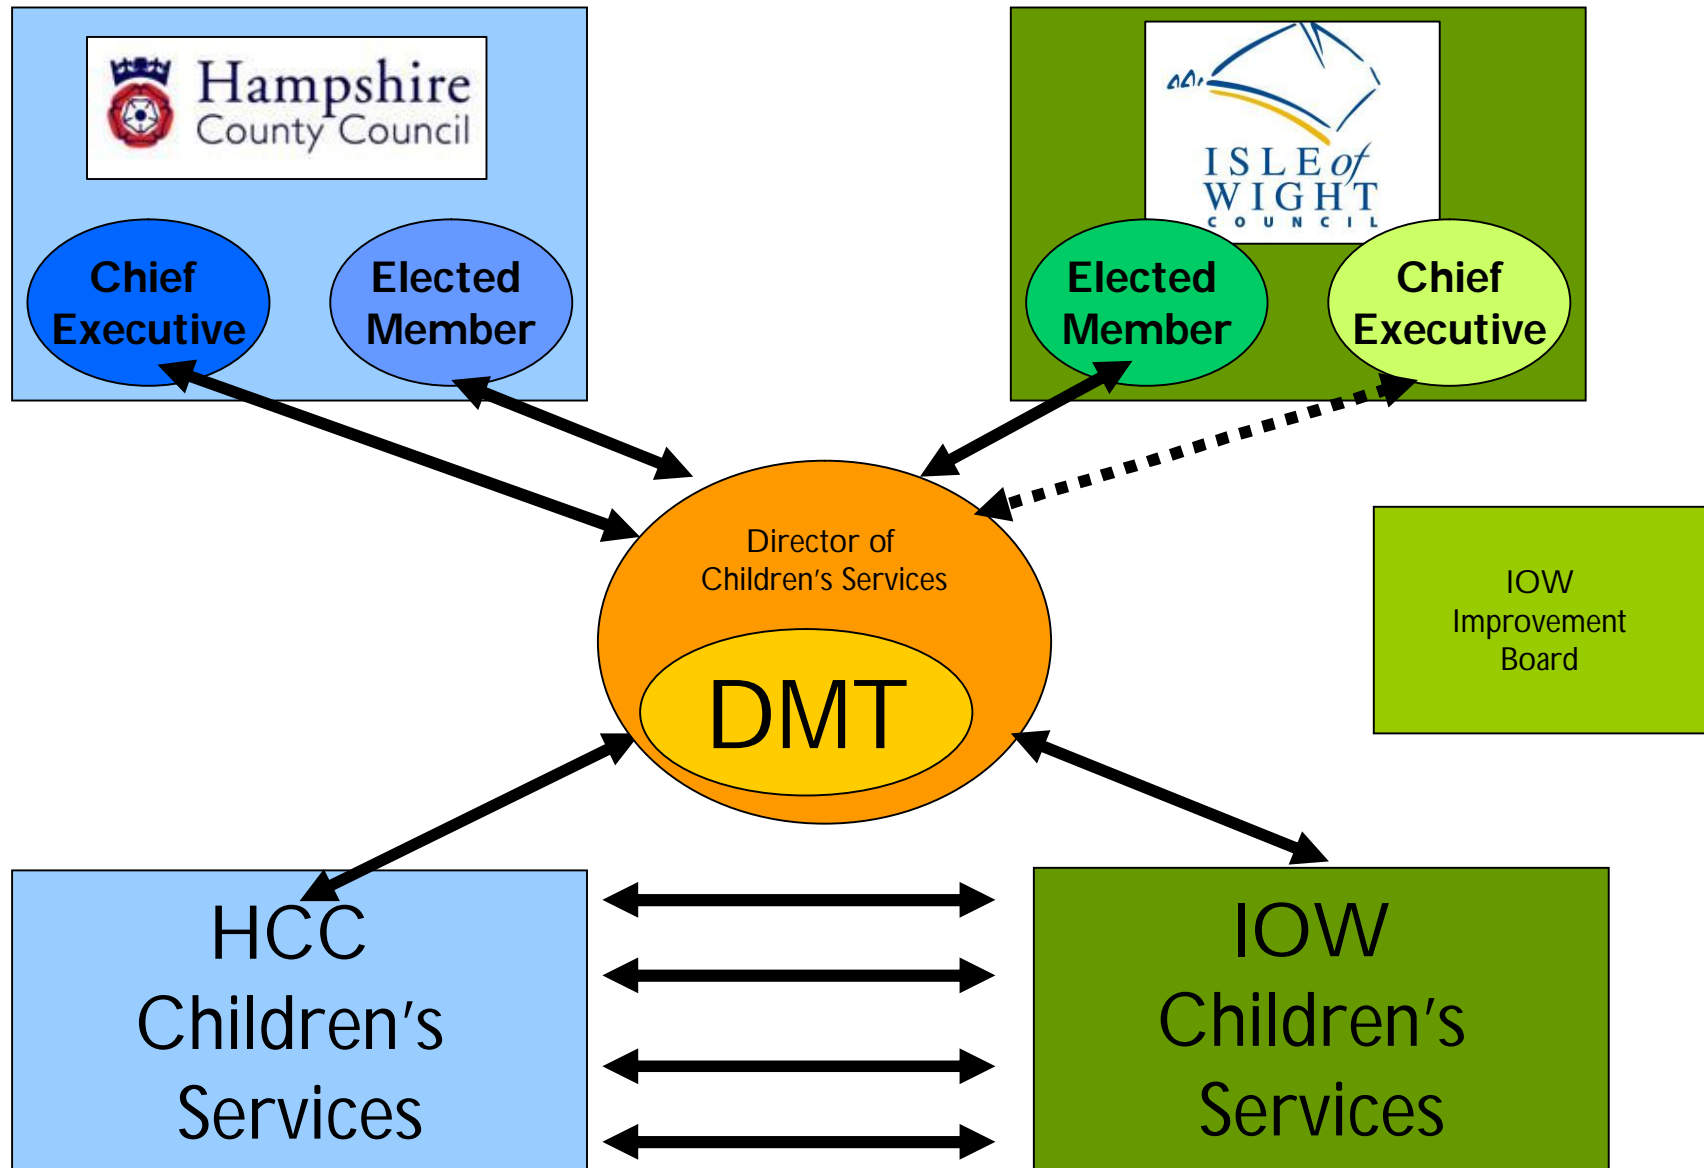 Hampshire
County Council
ISLE of
WIGHT
COUNCIL
Chief
Executive
Elected
Member
Elected
Member
Chief
Executive
Director of
Children's Services
DMT
IOW
Improvement
Board
HCC
Children's
Services
IOW
Children's
Services